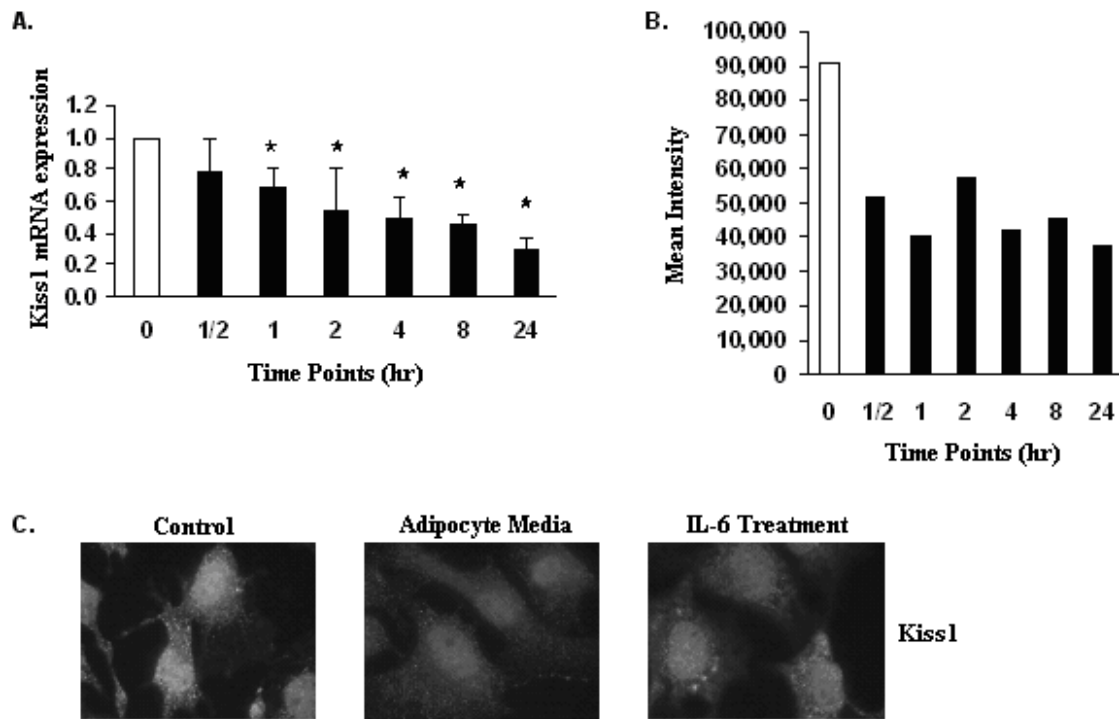 A.
Kiss1 mRNA expression
1.2
1.0
0.8
0.6
0.4
0.2
0.0
* * * * *
0 1/2 1 2 4 8 24
Time Points (hr)
B.
Mean Intensity
100,000
90,000
80,000
70,000
60,000
50,000
40,000
30,000
20,000
10,000
0
0 1/2 1 2 4 8 24
Time Points (hr)
C.
Control Adipocyte Media IL-6 Treatment
Kiss1